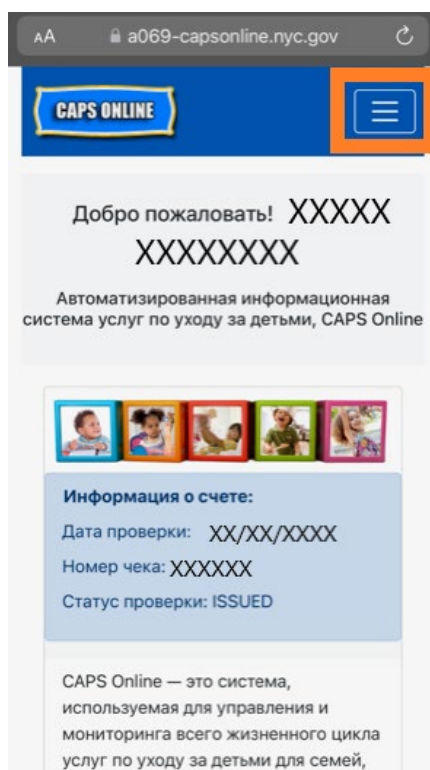 AA a069-capsonline.nyc.gov
CAPS ONLINE
Добро пожаловать! XXXXX
XXXXXXXX
Автоматизированная информационная
система услуг по уходу за детьми, CAPS Online
Информация о счете:
Дата проверки: XX/XX/XXXX
Номер чека: XXXXXX
Статус проверки: ISSUED
CAPS Online — это система,
используемая для управления и
мониторинга всего жизненного цикла
услуг по уходу за детьми для семей,